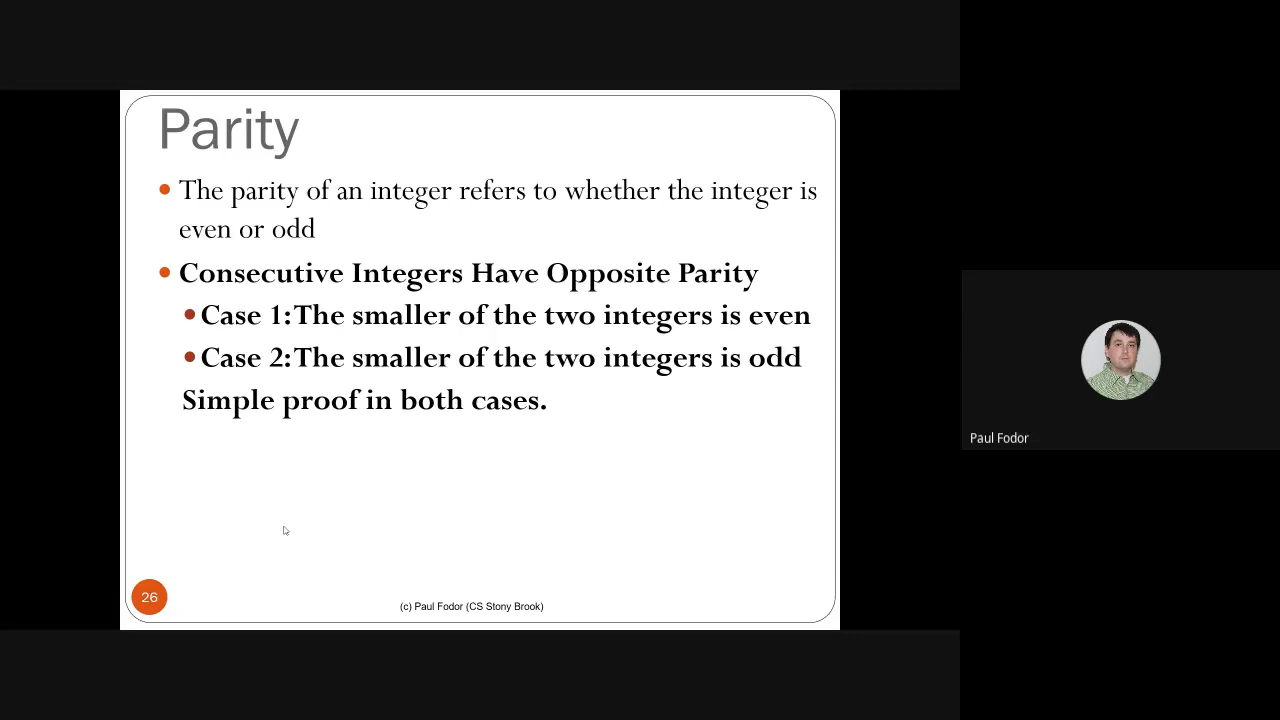 Parity
The parity of an integer refers to whether the integer is
even or odd
Consecutive Integers Have Opposite Parity
Case 1:The smaller of the two integers is even
Case 2:The smaller of the two integers is odd
Simple proof in both cases.
26
(c) Paul Fodor (CS Stony Brook)
Paul Fodor